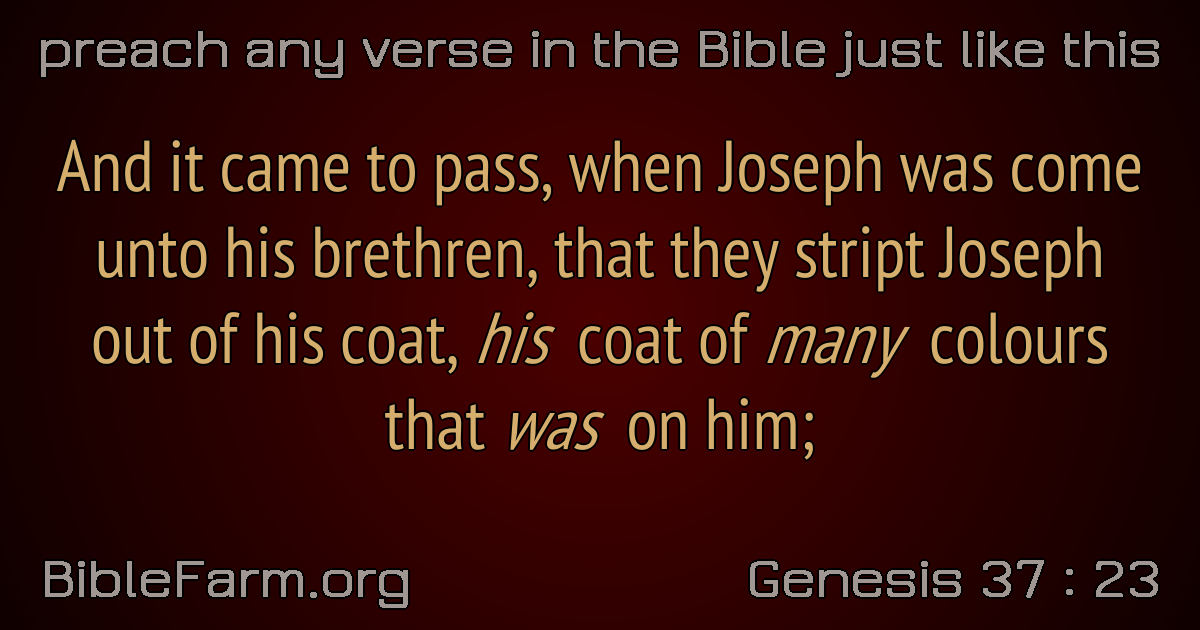 preach any verse in the Bible just like this
And it came to pass, when Joseph was come
unto his brethren, that they stript Joseph
out of his coat, his coat of many colours
that was on him;
BibleFarm.org
Genesis 37 : 23